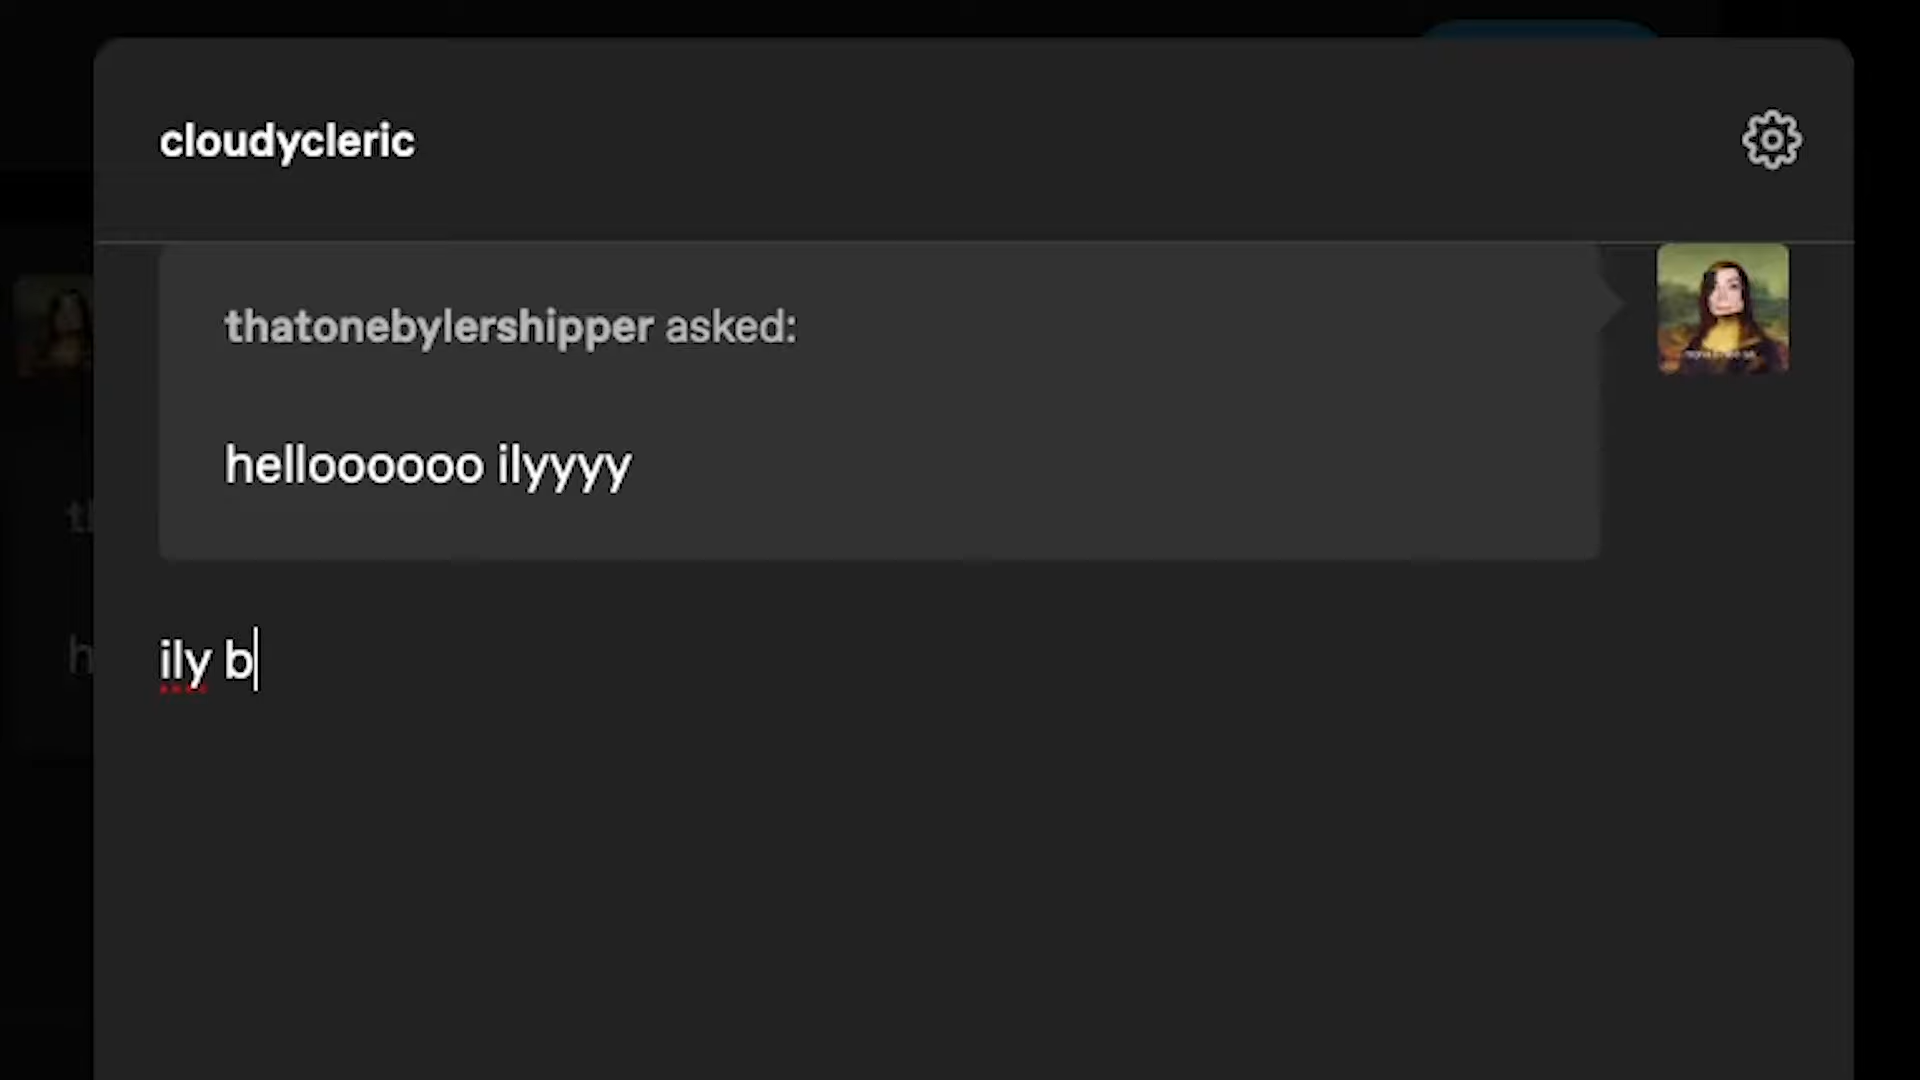 cloudycleric
thatonebylershipper asked:
helloooooo ilyyyy
ily b